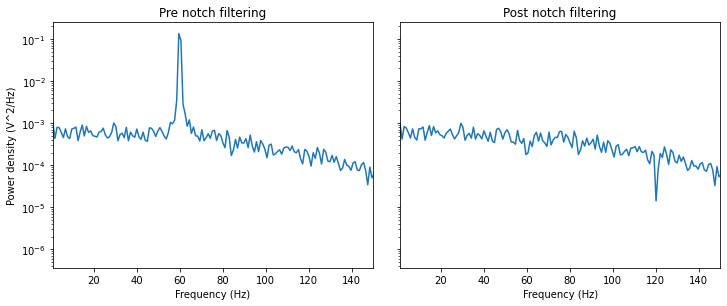 Pre notch filtering
Post notch filtering
Power density (V^2/Hz)
10⁻¹
10⁻²
10⁻³
10⁻⁴
10⁻⁵
10⁻⁶
20 40 60 80 100 120 140
20 40 60 80 100 120 140
Frequency (Hz)
Frequency (Hz)